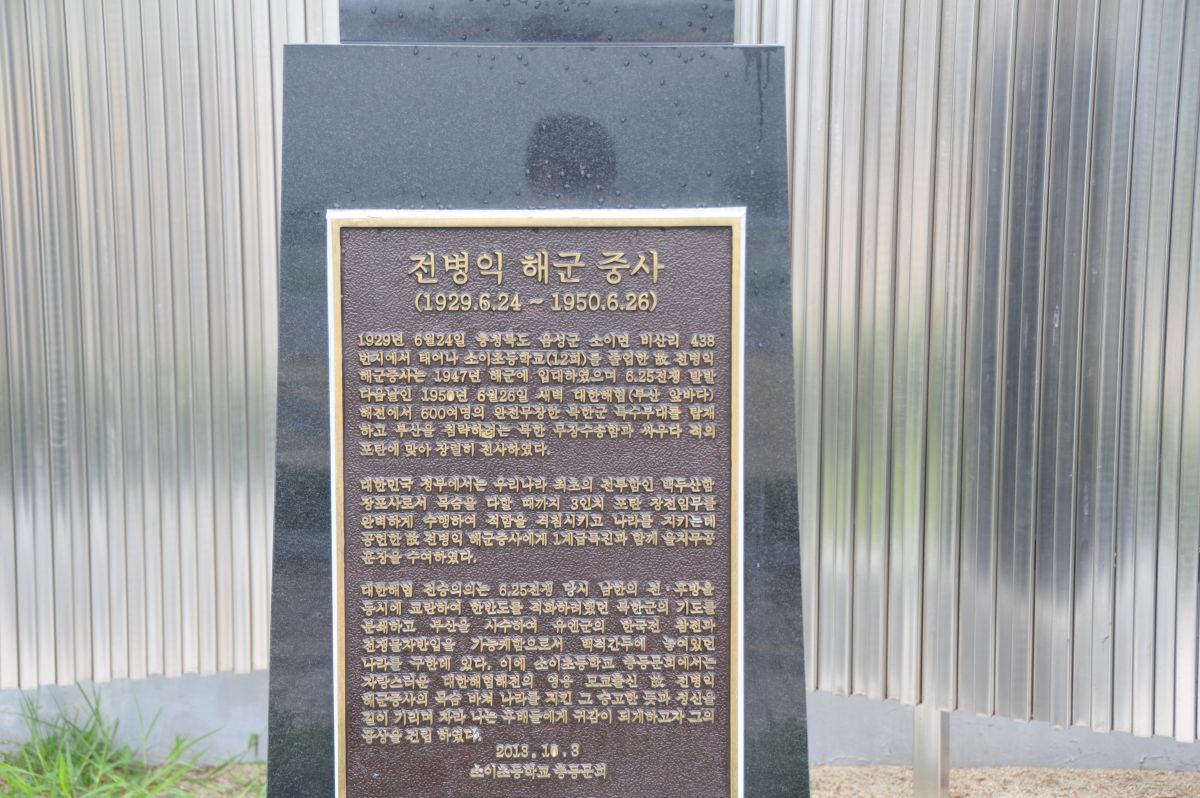 전병익 해군 중사
(1929.6.24 ~ 1950.6.26)
1929년 6월24일 충청북도 음성군 소이면 비산리 438
번지에서 태어나 소이초등학교(12회)를 졸업한 故 전병익
해군중사는 1947년 해군에 입대하였으며 6.25전쟁 발발
다음날인 1950년 6월26일 새벽 대한해협(부산 앞바다)
해전에서 600여명의 완전무장한 북한군 특수부대를 탑재
하고 부산을 침략하려는 북한 무장수송함과 싸우다 적의
포탄에 맞아 장렬히 전사하였다.
대한민국 정부에서는 우리나라 최초의 전투함인 백두산함
장포사로서 목숨을 다할 때까지 3인치 포탄 장전임무를
완벽하게 수행하여 적함을 격침시키고 나라를 지키는데
공헌한 故 전병익 해군중사에게 1계급특진과 함께 을지무공
훈장을 수여하였다.
대한해협 전승의의는 6.25전쟁 당시 남한의 전·후방을
동시에 교란하여 한반도를 적화하려했던 북한군의 기도를
분쇄하고 부산을 사수하여 유엔군의 한국전 참전과
전쟁물자반입을 가능케함으로서 백척간두에 놓여있던
나라를 구한데 있다. 이에 소이초등학교 총동문회에서는
자랑스러운 대한해협해전의 영웅 모교출신 故 전병익
해군중사의 목숨 바쳐 나라를 지킨 그 숭고한 뜻과 정신을
길이 기리며 자라 나는 후배들에게 귀감이 되게하고자 그의
동상을 건립 하였다.
2013. 10. 3
소이초등학교 총동문회